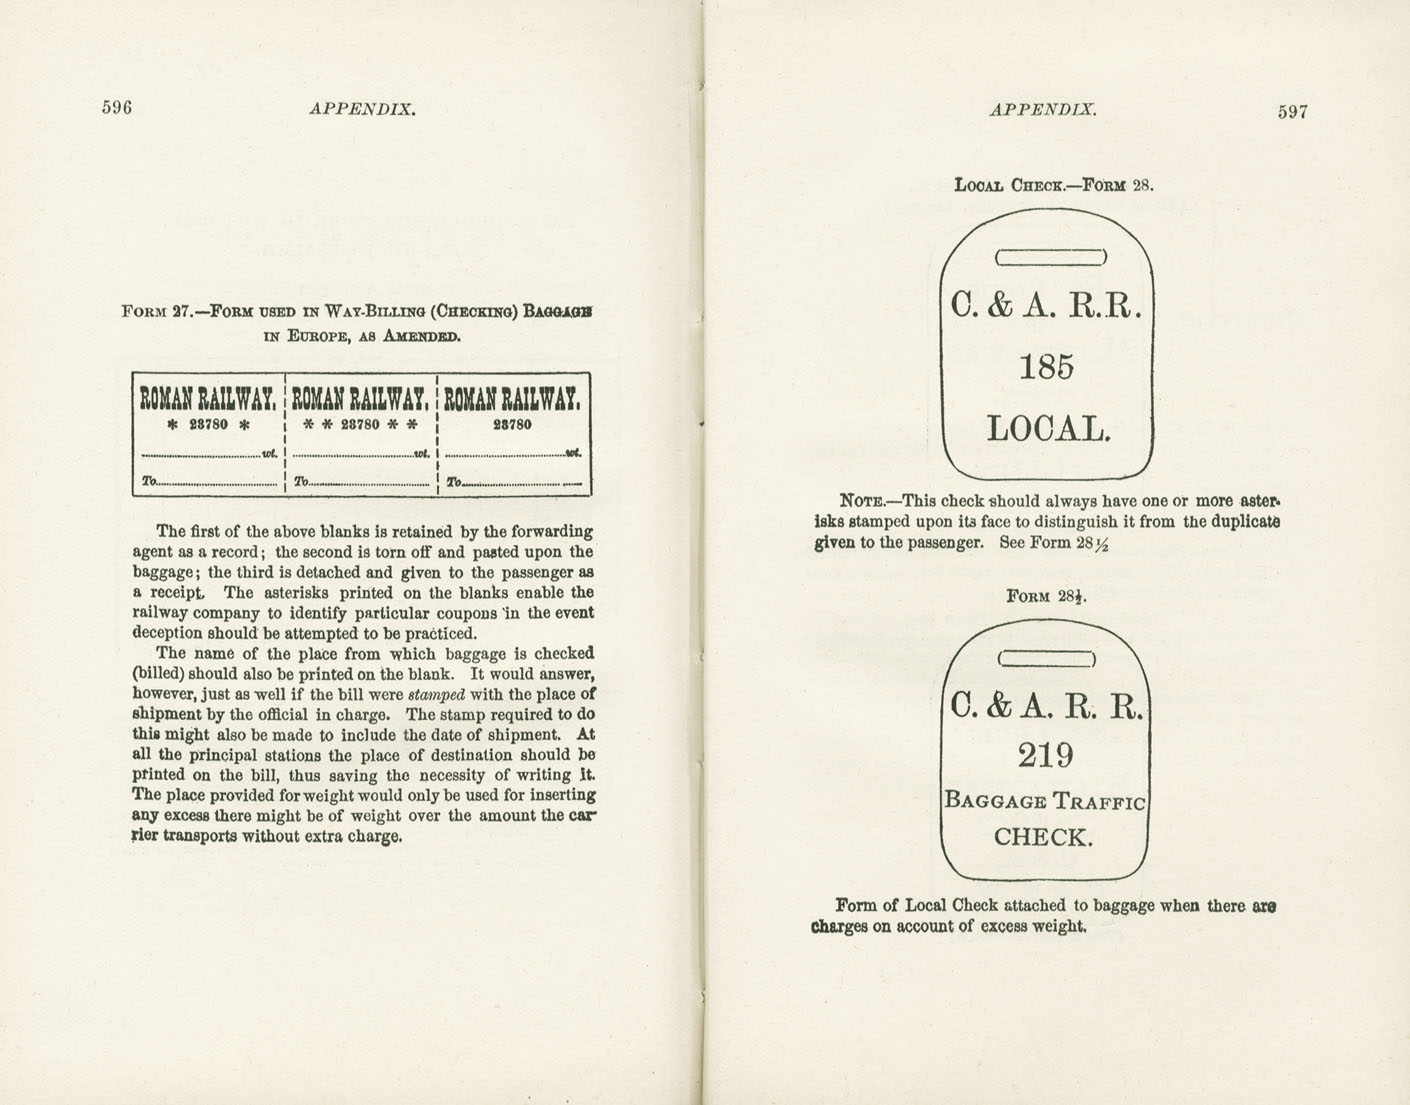 596
APPENDIX.
FORM 27.—FORM USED IN WAY-BILLING (CHECKING) BAGGAGE
IN EUROPE, AS AMENDED.
ROMAN RAILWAY. ROMAN RAILWAY. ROMAN RAILWAY.
* 23780 * * * 23780 * * 23780
wt. wt. wt.
To To To
The first of the above blanks is retained by the forwarding
agent as a record; the second is torn off and pasted upon the
baggage; the third is detached and given to the passenger as
a receipt. The asterisks printed on the blanks enable the
railway company to identify particular coupons in the event
deception should be attempted to be practiced.
The name of the place from which baggage is checked
(billed) should also be printed on the blank. It would answer,
however, just as well if the bill were stamped with the place of
shipment by the official in charge. The stamp required to do
this might also be made to include the date of shipment. At
all the principal stations the place of destination should be
printed on the bill, thus saving the necessity of writing it.
The place provided for weight would only be used for inserting
any excess there might be of weight over the amount the car-
rier transports without extra charge.
APPENDIX.
597
LOCAL CHECK.—FORM 28.
C. & A. R.R.
185
LOCAL.
NOTE.—This check should always have one or more aster-
isks stamped upon its face to distinguish it from the duplicate
given to the passenger. See Form 28½
FORM 28½.
C. & A. R. R.
219
BAGGAGE TRAFFIC
CHECK.
Form of Local Check attached to baggage when there are
charges on account of excess weight.